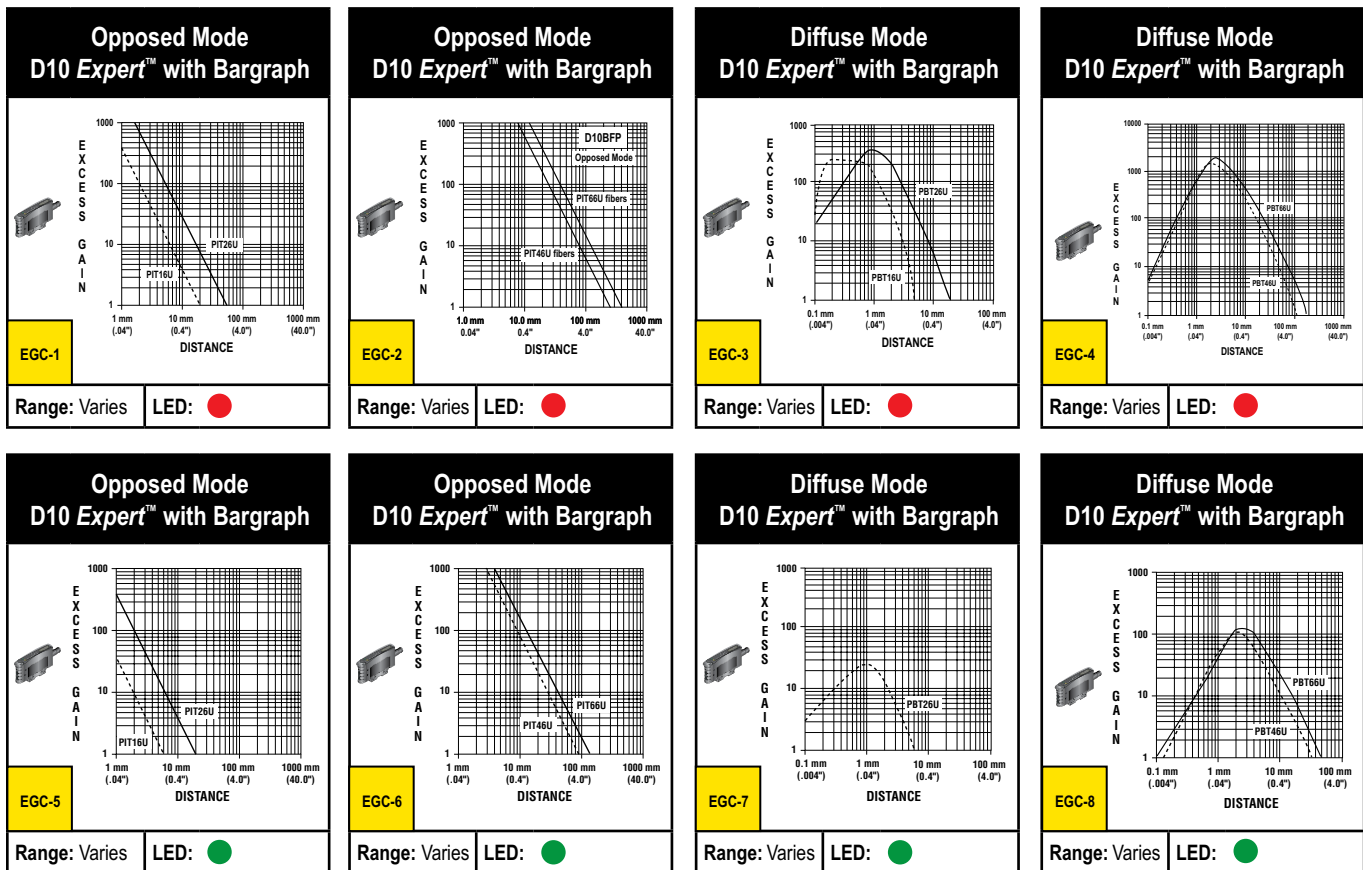 Opposed Mode
D10 Expert™ with Bargraph
EXCESS GAIN
1000
100
10
1
PIT26U
PIT16U
1 mm 10 mm 100 mm 1000 mm
(.04") (0.4") (4.0") (40.0")
DISTANCE
EGC-1
Range: Varies LED:
Opposed Mode
D10 Expert™ with Bargraph
EXCESS GAIN
1000
100
10
1
D10BFP
Opposed Mode
PIT66U fibers
PIT46U fibers
1.0 mm 10.0 mm 100 mm 1000 mm
0.04" 0.4" 4.0" 40.0"
DISTANCE
EGC-2
Range: Varies LED:
Diffuse Mode
D10 Expert™ with Bargraph
EXCESS GAIN
1000
100
10
1
PBT26U
PBT16U
0.1 mm 1 mm 10 mm 100 mm
(.004") (.04") (0.4") (4.0")
DISTANCE
EGC-3
Range: Varies LED:
Diffuse Mode
D10 Expert™ with Bargraph
EXCESS GAIN
10000
1000
100
10
1
PBT66U
PBT46U
0.1 mm 1 mm 10 mm 100 mm 1000 mm
(.004") (.04") (0.4") (4.0") (40.0")
DISTANCE
EGC-4
Range: Varies LED:
Opposed Mode
D10 Expert™ with Bargraph
EXCESS GAIN
1000
100
10
1
PIT26U
PIT16U
1 mm 10 mm 100 mm 1000 mm
(.04") (0.4") (4.0") (40.0")
DISTANCE
EGC-5
Range: Varies LED:
Opposed Mode
D10 Expert™ with Bargraph
EXCESS GAIN
1000
100
10
1
PIT66U
PIT46U
1 mm 10 mm 100 mm 1000 mm
(.04") (0.4") (4.0") (40.0")
DISTANCE
EGC-6
Range: Varies LED:
Diffuse Mode
D10 Expert™ with Bargraph
EXCESS GAIN
1000
100
10
1
PBT26U
0.1 mm 1 mm 10 mm 100 mm
(.004") (.04") (0.4") (4.0")
DISTANCE
EGC-7
Range: Varies LED:
Diffuse Mode
D10 Expert™ with Bargraph
EXCESS GAIN
1000
100
10
1
PBT66U
PBT46U
0.1 mm 1 mm 10 mm 100 mm
(.004") (.04") (0.4") (4.0")
DISTANCE
EGC-8
Range: Varies LED: